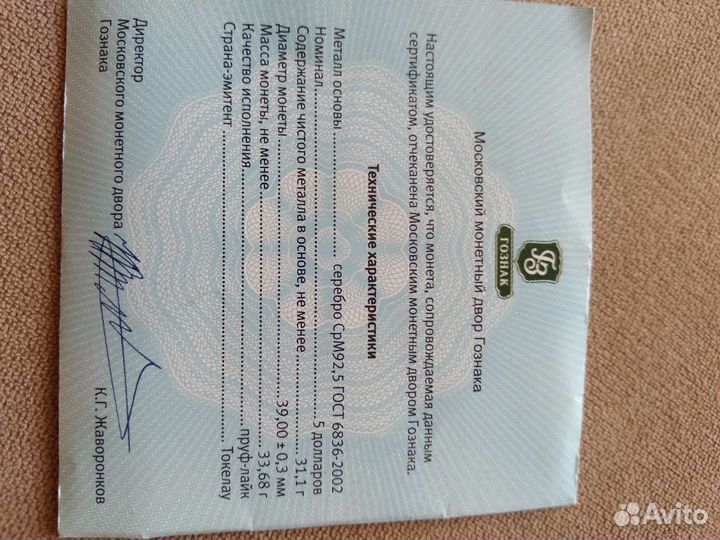 ГОЗНАК
Московский монетный двор Гознака
Настоящим удостоверяется, что монета, сопровождаемая данным
сертификатом, отчеканена Московским монетным двором Гознака.
Технические характеристики
Металл основы .................... серебро СрМ92,5 ГОСТ 6836-2002
Номинал..........................................................5 долларов
Содержание чистого металла в основе, не менее ............. 31,1 г
Диаметр монеты ............................................39,00 ± 0,3 мм
Масса монеты, не менее...................................... 33,68 г
Качество исполнения.........................................пруф-лайк
Страна-эмитент ............................................... Токелау
Директор
Московского монетного двора
Гознака
К.Г. Жаворонков
Avito